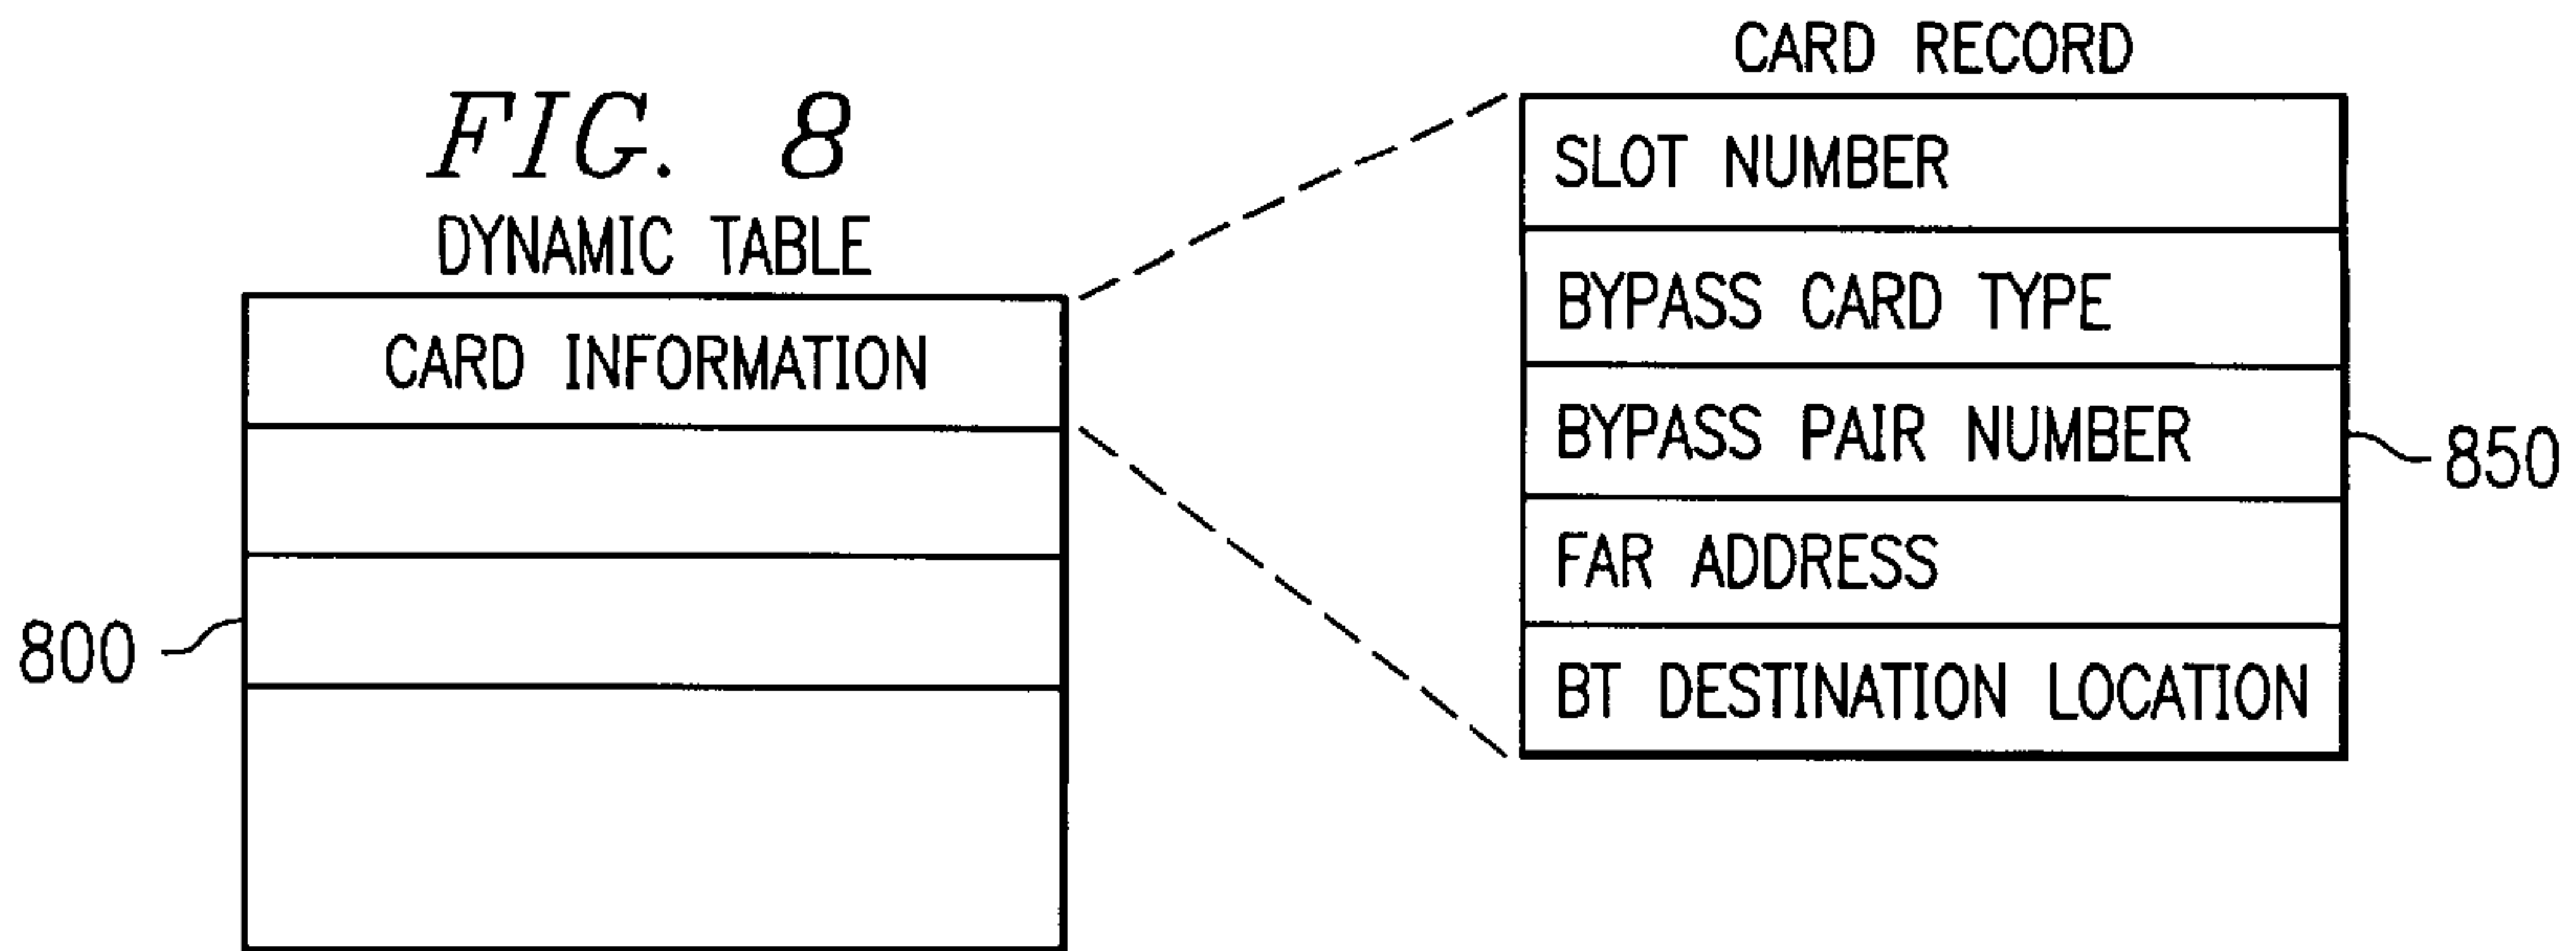 FIG. 8
DYNAMIC TABLE
CARD INFORMATION
800
CARD RECORD
SLOT NUMBER
BYPASS CARD TYPE
BYPASS PAIR NUMBER
850
FAR ADDRESS
BT DESTINATION LOCATION